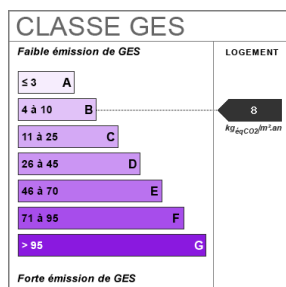 CLASSE GES
Faible émission de GES
LOGEMENT
≤ 3 A
4 à 10 B
8
kgéqCO2/m².an
11 à 25 C
26 à 45 D
46 à 70 E
71 à 95 F
> 95 G
Forte émission de GES